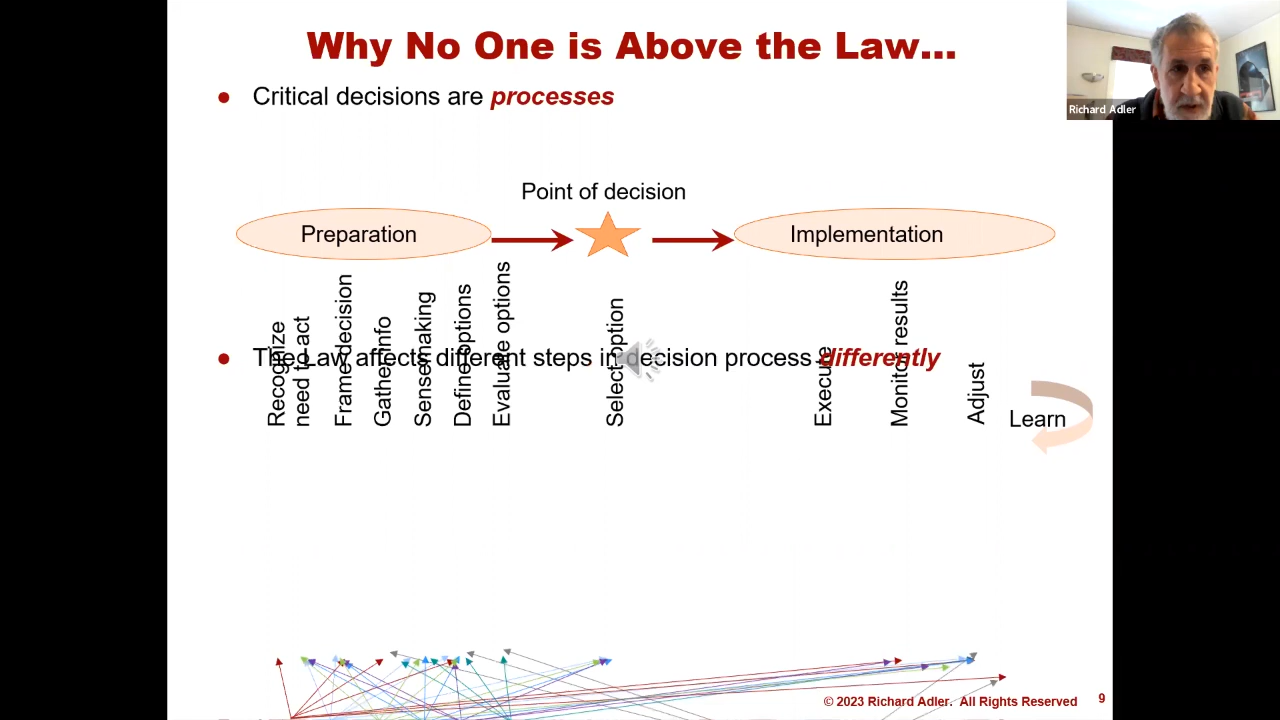 Why No One is Above the Law...
Richard Adler
● Critical decisions are processes
Point of decision
Preparation
Implementation
Recognize
need to act
Frame decision
Gather info
Sensemaking
Define options
Evaluate options
Select option
Execute
Monitor results
Adjust
Learn
● The Law affects different steps in decision process differently
© 2023 Richard Adler. All Rights Reserved
9